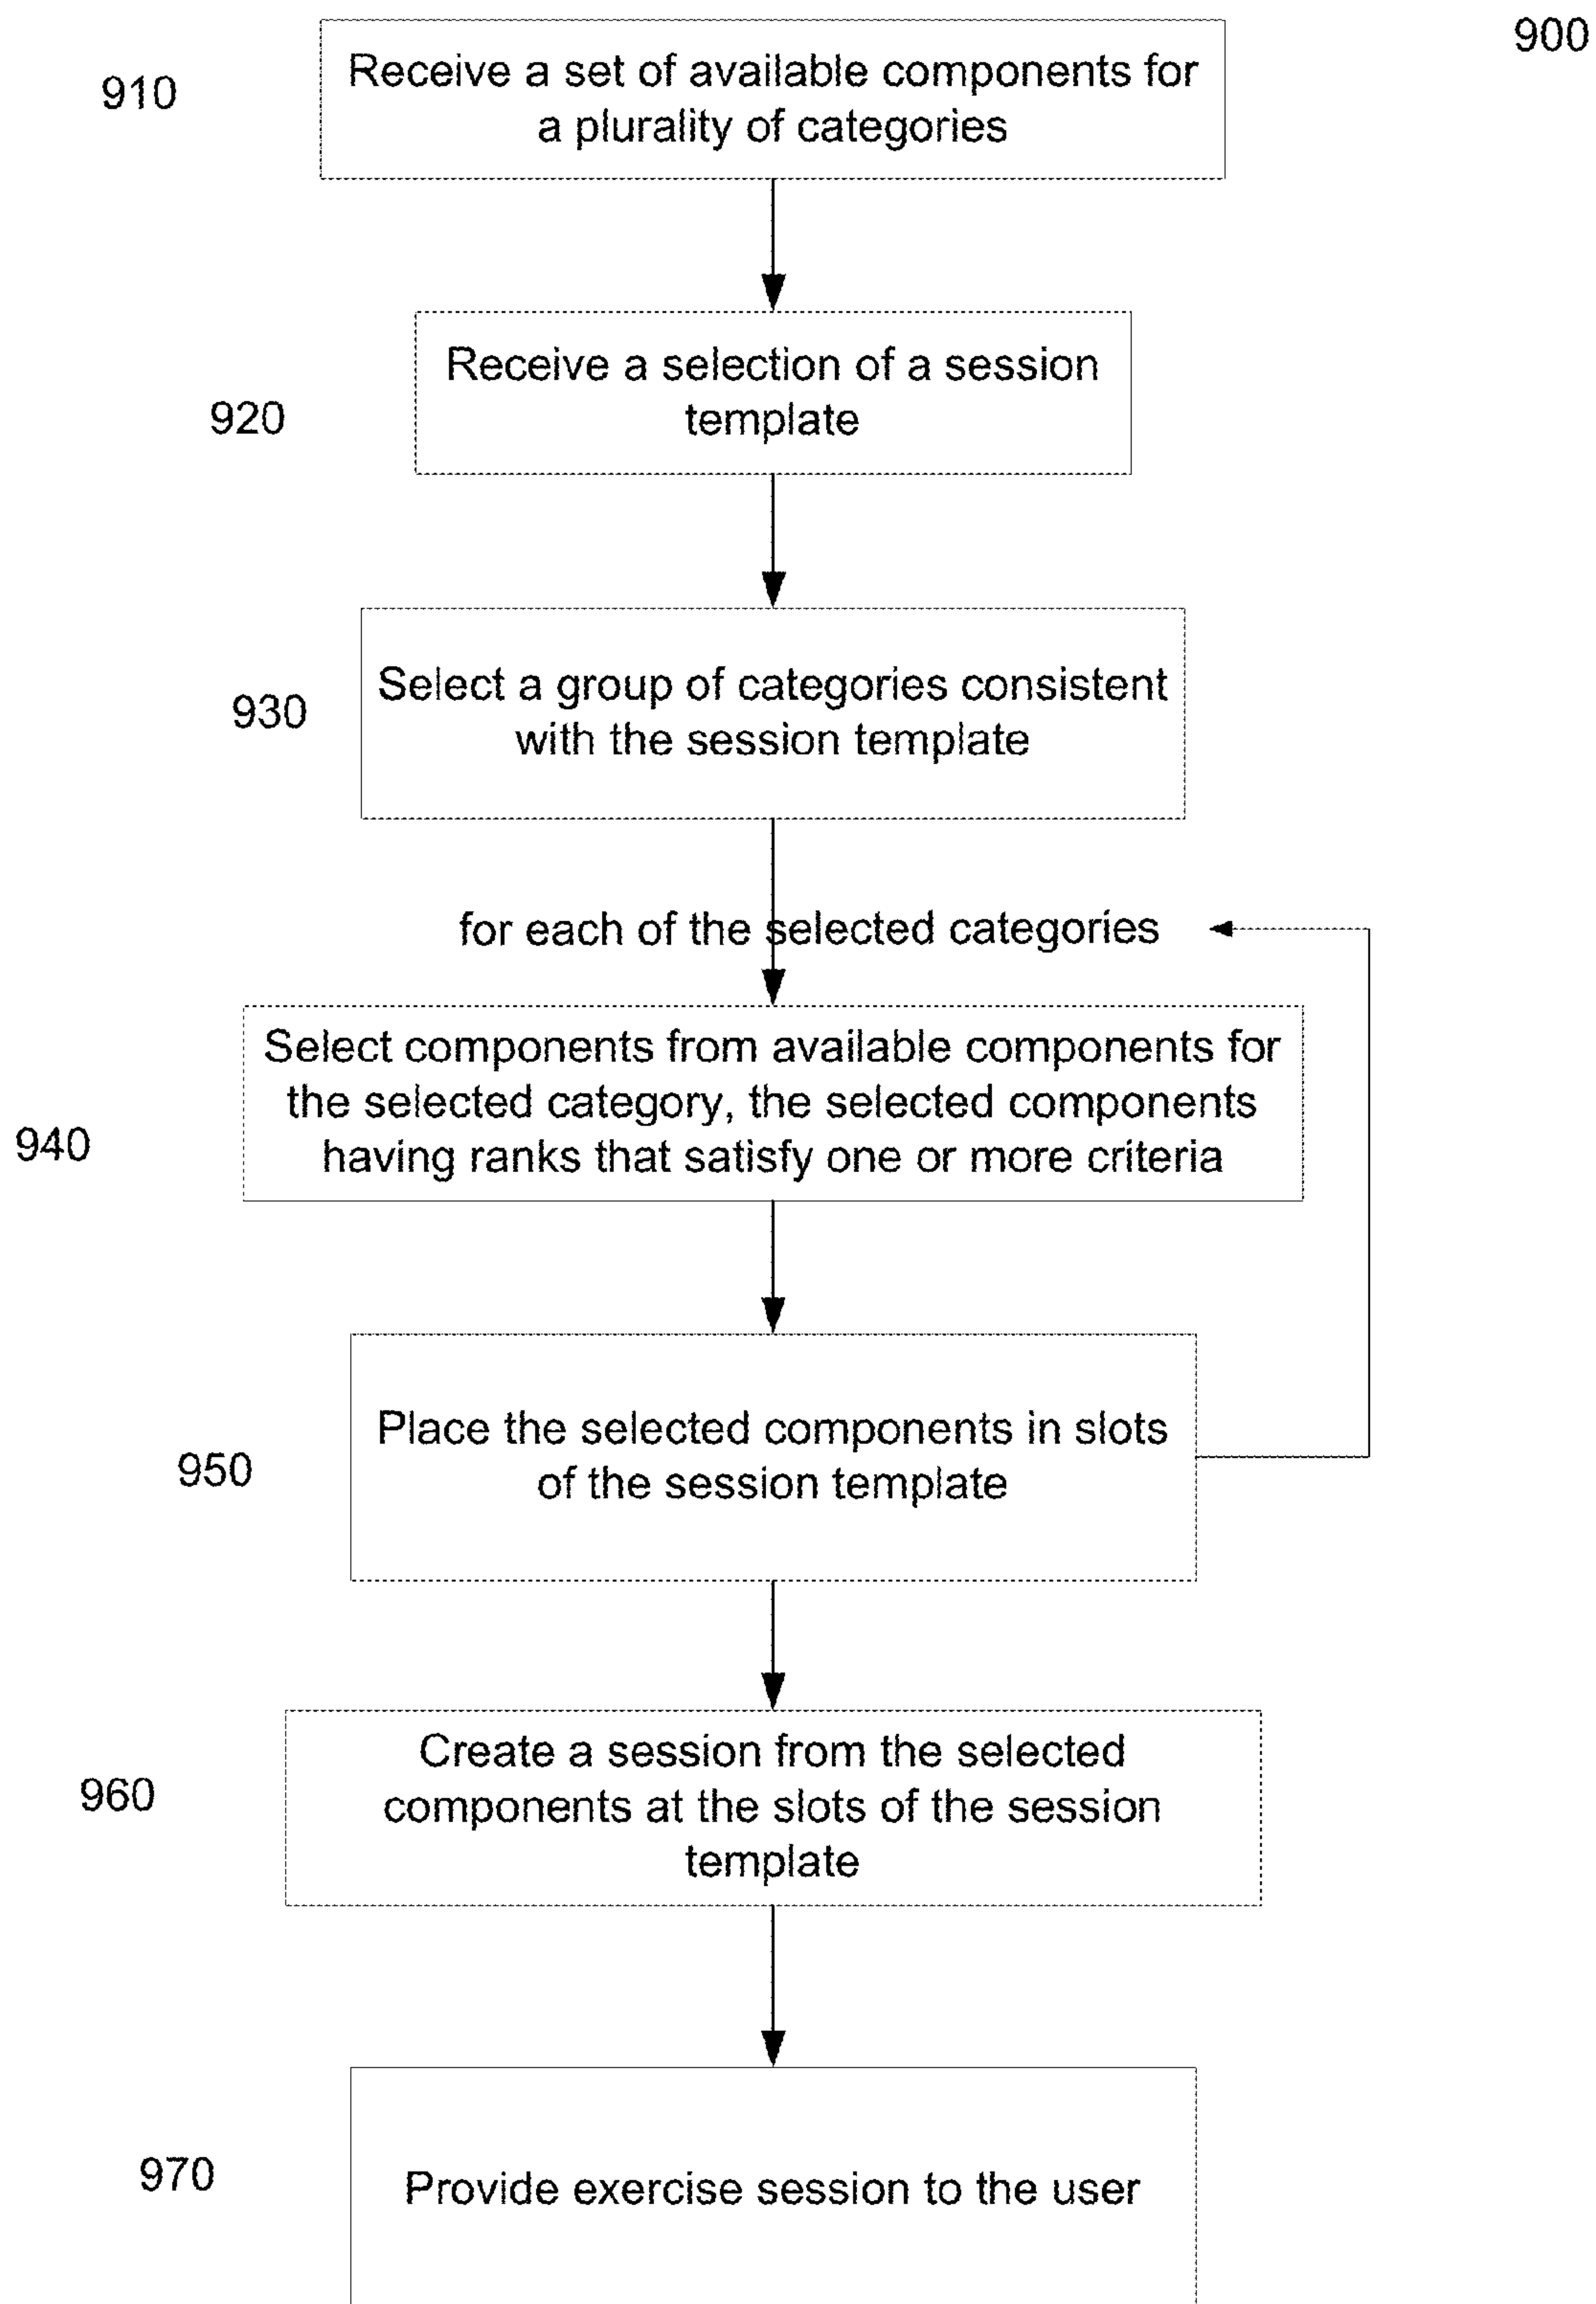 900
910
Receive a set of available components for
a plurality of categories
920
Receive a selection of a session
template
930
Select a group of categories consistent
with the session template
for each of the selected categories
940
Select components from available components for
the selected category, the selected components
having ranks that satisfy one or more criteria
950
Place the selected components in slots
of the session template
960
Create a session from the selected
components at the slots of the session
template
970
Provide exercise session to the user